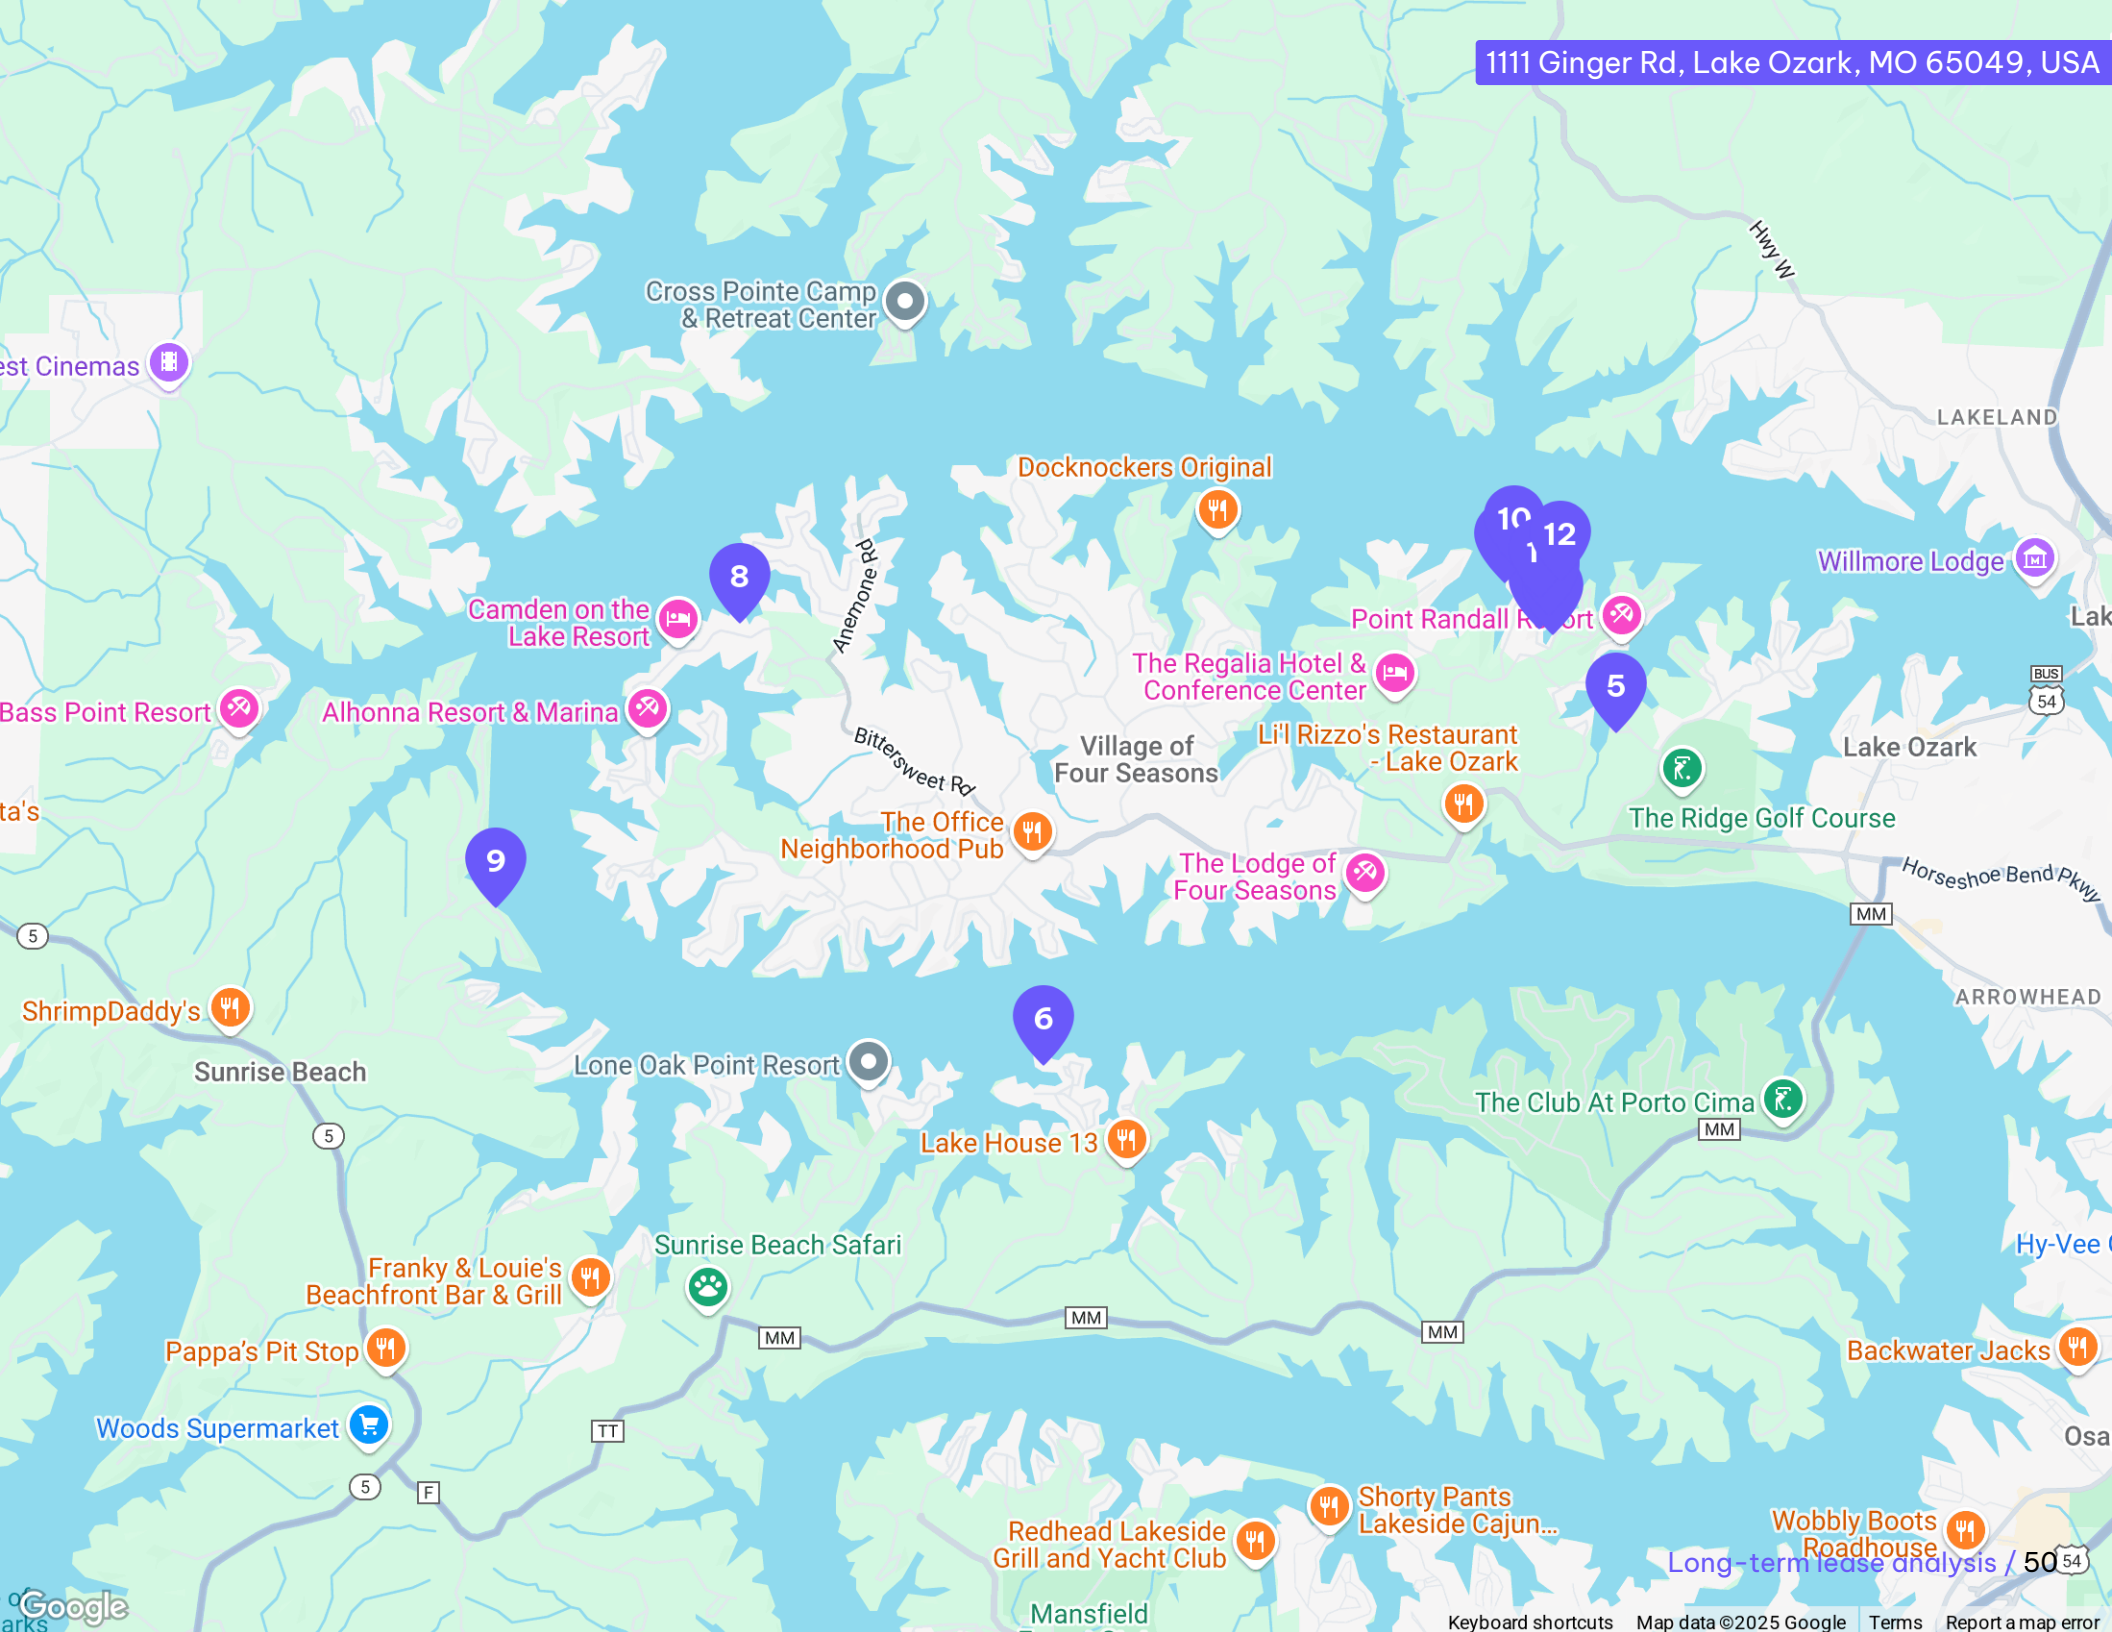 1111 Ginger Rd, Lake Ozark, MO 65049, USA
Hwy W
Cross Pointe Camp
& Retreat Center
est Cinemas
LAKELAND
Docknockers Original
10
12
1
Willmore Lodge
8
Anemone Rd
Camden on the
Lake Resort
Point Randall
Lak
The Regalia Hotel &
Conference Center
5
BUS
54
Bass Point Resort
Alhonna Resort & Marina
Bittersweet Rd
Village of
Four Seasons
Li'l Rizzo's Restaurant
- Lake Ozark
Lake Ozark
ta's
The Office
Neighborhood Pub
The Ridge Golf Course
9
The Lodge of
Four Seasons
Horseshoe Bend Pkwy
MM
5
ARROWHEAD
ShrimpDaddy's
6
Sunrise Beach
Lone Oak Point Resort
The Club At Porto Cima
MM
5
Lake House 13
Sunrise Beach Safari
Hy-Vee
Franky & Louie's
Beachfront Bar & Grill
MM
MM
MM
Pappa's Pit Stop
Backwater Jacks
Woods Supermarket
TT
Osa
5
F
Shorty Pants
Lakeside Cajun...
Redhead Lakeside
Grill and Yacht Club
Wobbly Boots
Roadhouse
Long-term lease analysis / 50
54
of
arks
Google
Mansfield
Keyboard shortcuts
Map data ©2025 Google
Terms
Report a map error